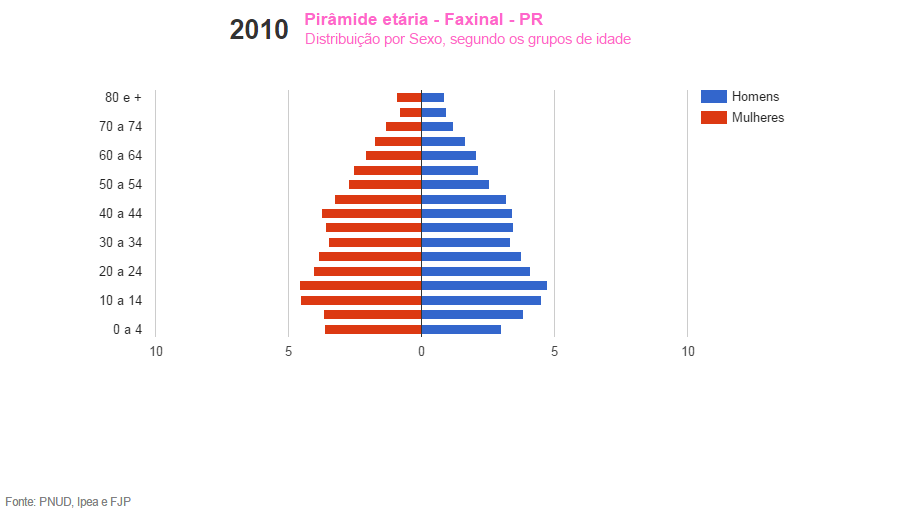 2010
Pirâmide etária - Faxinal - PR
Distribuição por Sexo, segundo os grupos de idade
Homens
Mulheres
80 e +
70 a 74
60 a 64
50 a 54
40 a 44
30 a 34
20 a 24
10 a 14
0 a 4
10 5 0 5 10
Fonte: PNUD, Ipea e FJP